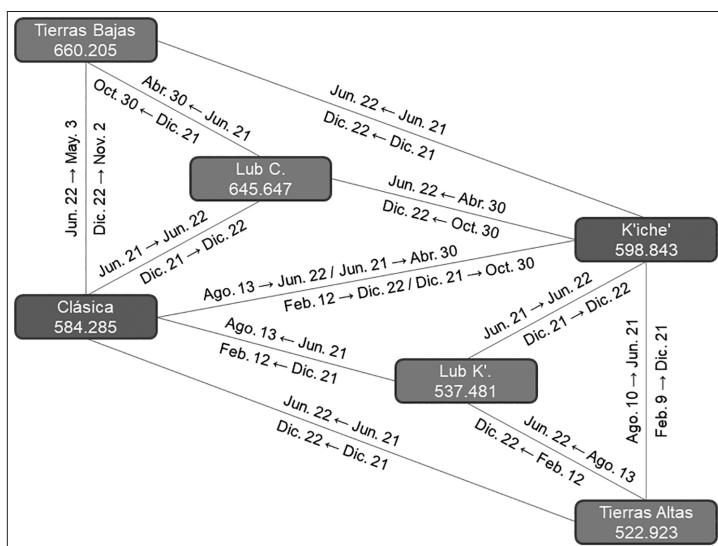 Tierras Bajas
660.205
Abr. 30 ← Jun. 21
Oct. 30 ← Dic. 21
Jun. 22 ← Jun. 21
Dic. 22 ← Dic. 21
Jun. 22 → May. 3
Dic. 22 → Nov. 2
Lub C.
645.647
Jun. 22 ← Abr. 30
Dic. 22 ← Oct. 30
Jun. 21 → Jun. 22
Dic. 21 → Dic. 22
K'iche'
598.843
Ago. 13 → Jun. 22 / Jun. 21 → Abr. 30
Feb. 12 → Dic. 22 / Dic. 21 → Oct. 30
Clásica
584.285
Jun. 21 → Jun. 22
Dic. 21 → Dic. 22
Ago. 13 ← Jun. 21
Feb. 12 ← Dic. 21
Lub K'.
537.481
Ago. 10 → Jun. 21
Feb. 9 → Dic. 21
Jun. 22 ← Jun. 21
Dic. 22 ← Dic. 21
Jun. 22 ← Ago. 13
Dic. 22 ← Feb. 12
Tierras Altas
522.923